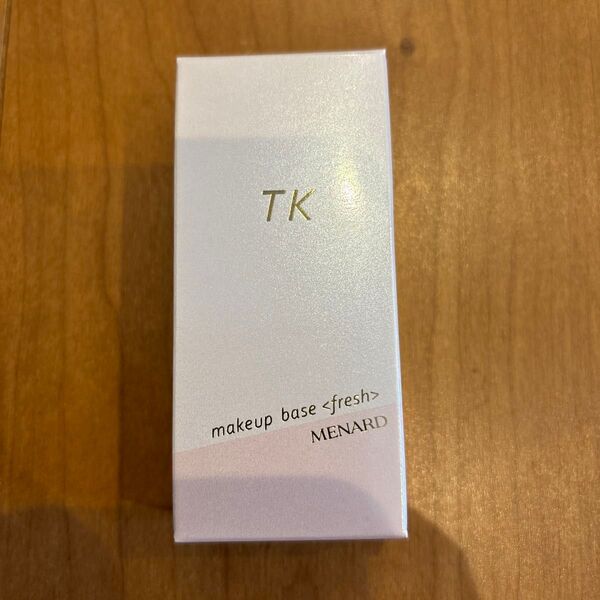 TK
makeup base <fresh>
MENARD